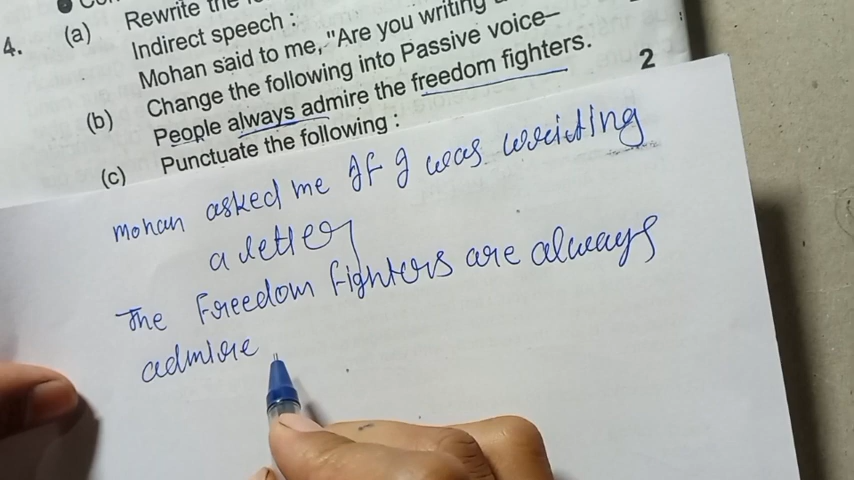 4. (a) Rewrite the
Indirect speech :
Mohan said to me, "Are you writing
(b) Change the following into Passive voice–
People always admire the freedom fighters.
2
(c) Punctuate the following :
Mohan asked me If I was writing
a letter
The Freedom Fighters are always
admire